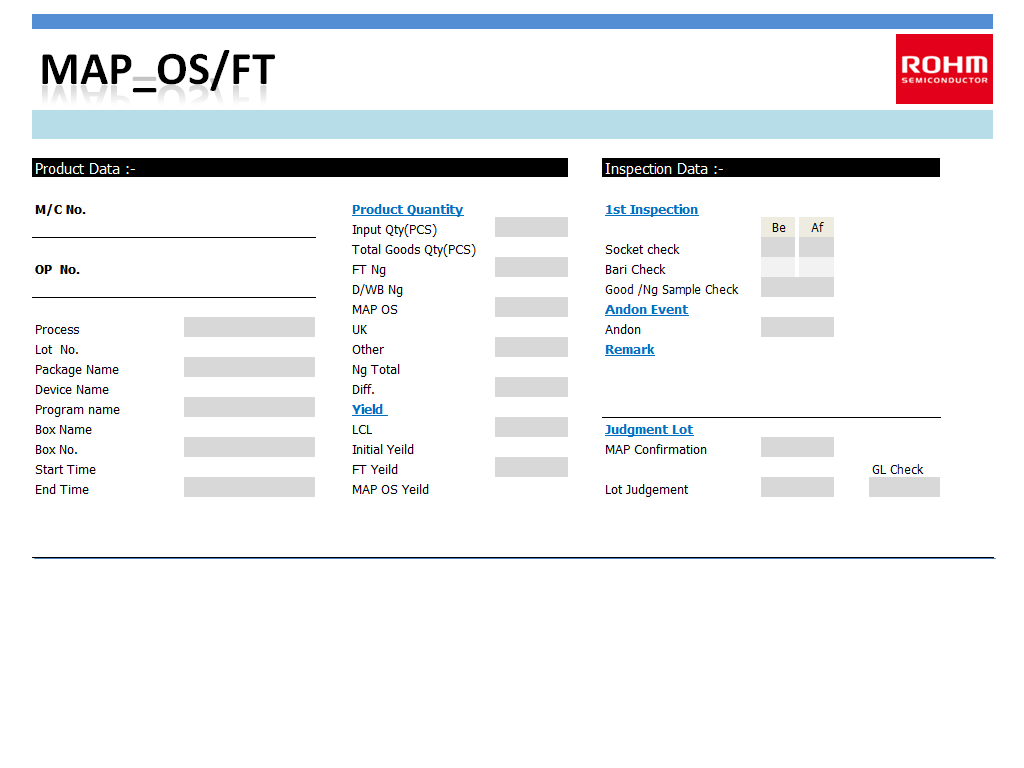 MAP_OS/FT
ROHM
SEMICONDUCTOR
Product Data :-
M/C No.
OP  No.
Process
Lot  No.
Package Name
Device Name
Program name
Box Name
Box No.
Start Time
End Time
Product Quantity
Input Qty(PCS)
Total Goods Qty(PCS)
FT Ng
D/WB Ng
MAP OS
UK
Other
Ng Total
Diff.
Yield
LCL
Initial Yeild
FT Yeild
MAP OS Yeild
Inspection Data :-
1st Inspection
Be Af
Socket check
Bari Check
Good /Ng Sample Check
Andon Event
Andon
Remark
Judgment Lot
MAP Confirmation
GL Check
Lot Judgement